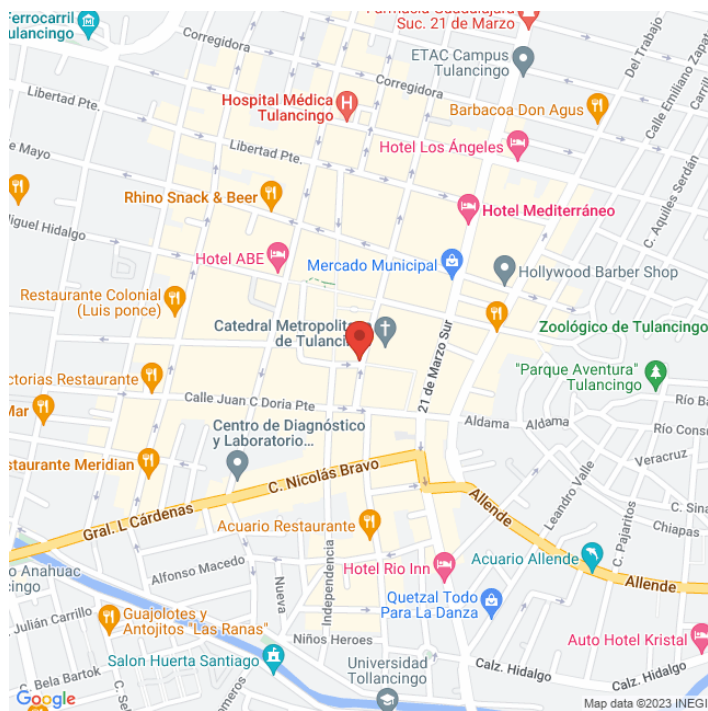 Ferrocarril
Tulancingo
Suc. 21 de Marzo
Corregidora
ETAC Campus
Tulancingo
Del Trabajo
Calle Emiliano Zapata
Carrillo
Corregidora
Libertad Pte.
Hospital Médica
Tulancingo
Barbacoa Don Agus
Libertad Pte.
Hotel Los Ángeles
de Mayo
C. Aquiles Serdán
Rhino Snack & Beer
Hotel Mediterráneo
Miguel Hidalgo
Hotel ABE
Mercado Municipal
Hollywood Barber Shop
Restaurante Colonial
(Luis ponce)
Catedral Metropolitana
de Tulancingo
21 de Marzo Sur
Zoológico de Tulancingo
"Parque Aventura"
Tulancingo
ctorias Restaurante
Calle Juan C Doria Pte
Mar
Aldama
Aldama
Río Ba
Río Cons
Centro de Diagnóstico
y Laboratorio...
Veracruz
staurante Meridian
C. Nicolás Bravo
Leandro Valle
Gral. L Cárdenas
Allende
C. Sina
C. Pajaritos
Chiapas
Acuario Restaurante
Independencia
Acuario Allende
o Anahuac
cingo
Alfonso Macedo
Hotel Rio Inn
Allende
Nueva
Quetzal Todo
Para La Danza
Julián Carrillo
Guajolotes y
Antojitos "Las Ranas"
Niños Heroes
Auto Hotel Kristal
Salon Huerta Santiago
Calz. Hidalgo
Calz. Hidalgo
C. Bela Bartok
Universidad
Tollancingo
Google
Map data ©2023 INEGI